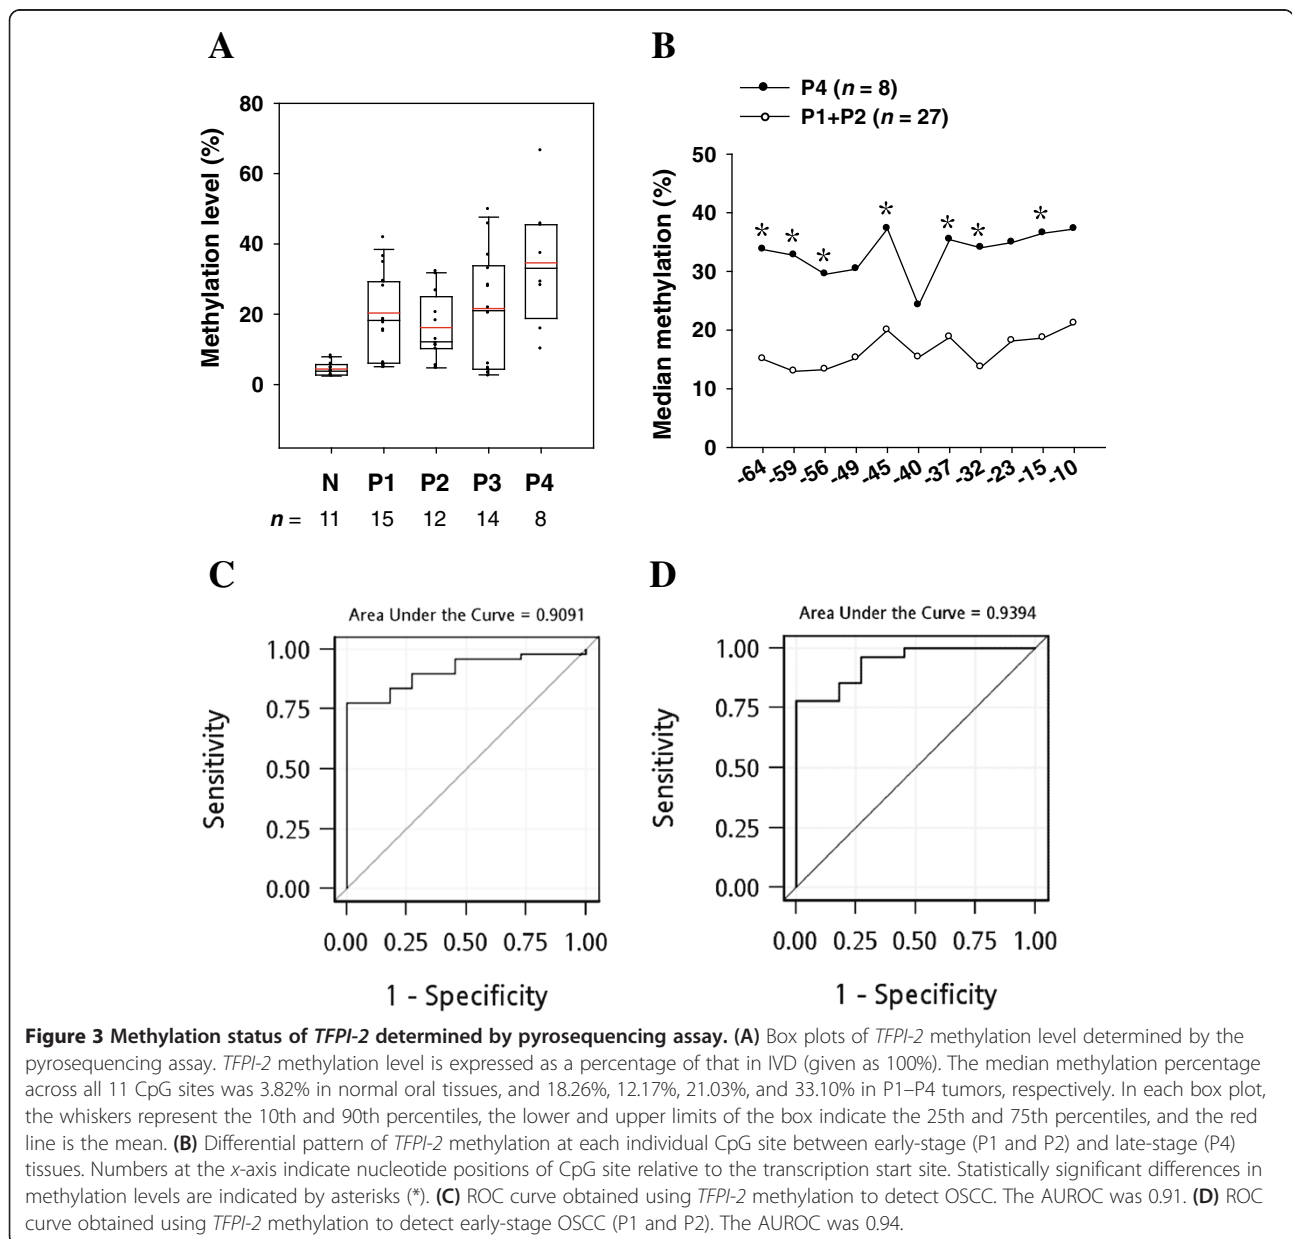 A
Methylation level (%)
80
60
40
20
0
N P1 P2 P3 P4
n = 11 15 12 14 8
B
P4 (n = 8)
P1+P2 (n = 27)
Median methylation (%)
50
40
30
20
10
0
* * * * * * *
-64 -59 -56 -49 -45 -40 -37 -32 -23 -15 -10
C
Area Under the Curve = 0.9091
Sensitivity
1.00
0.75
0.50
0.25
0.00
0.00 0.25 0.50 0.75 1.00
1 - Specificity
D
Area Under the Curve = 0.9394
Sensitivity
1.00
0.75
0.50
0.25
0.00
0.00 0.25 0.50 0.75 1.00
1 - Specificity
Figure 3 Methylation status of TFPI-2 determined by pyrosequencing assay. (A) Box plots of TFPI-2 methylation level determined by the
pyrosequencing assay. TFPI-2 methylation level is expressed as a percentage of that in IVD (given as 100%). The median methylation percentage
across all 11 CpG sites was 3.82% in normal oral tissues, and 18.26%, 12.17%, 21.03%, and 33.10% in P1–P4 tumors, respectively. In each box plot,
the whiskers represent the 10th and 90th percentiles, the lower and upper limits of the box indicate the 25th and 75th percentiles, and the red
line is the mean. (B) Differential pattern of TFPI-2 methylation at each individual CpG site between early-stage (P1 and P2) and late-stage (P4)
tissues. Numbers at the x-axis indicate nucleotide positions of CpG site relative to the transcription start site. Statistically significant differences in
methylation levels are indicated by asterisks (*). (C) ROC curve obtained using TFPI-2 methylation to detect OSCC. The AUROC was 0.91. (D) ROC
curve obtained using TFPI-2 methylation to detect early-stage OSCC (P1 and P2). The AUROC was 0.94.